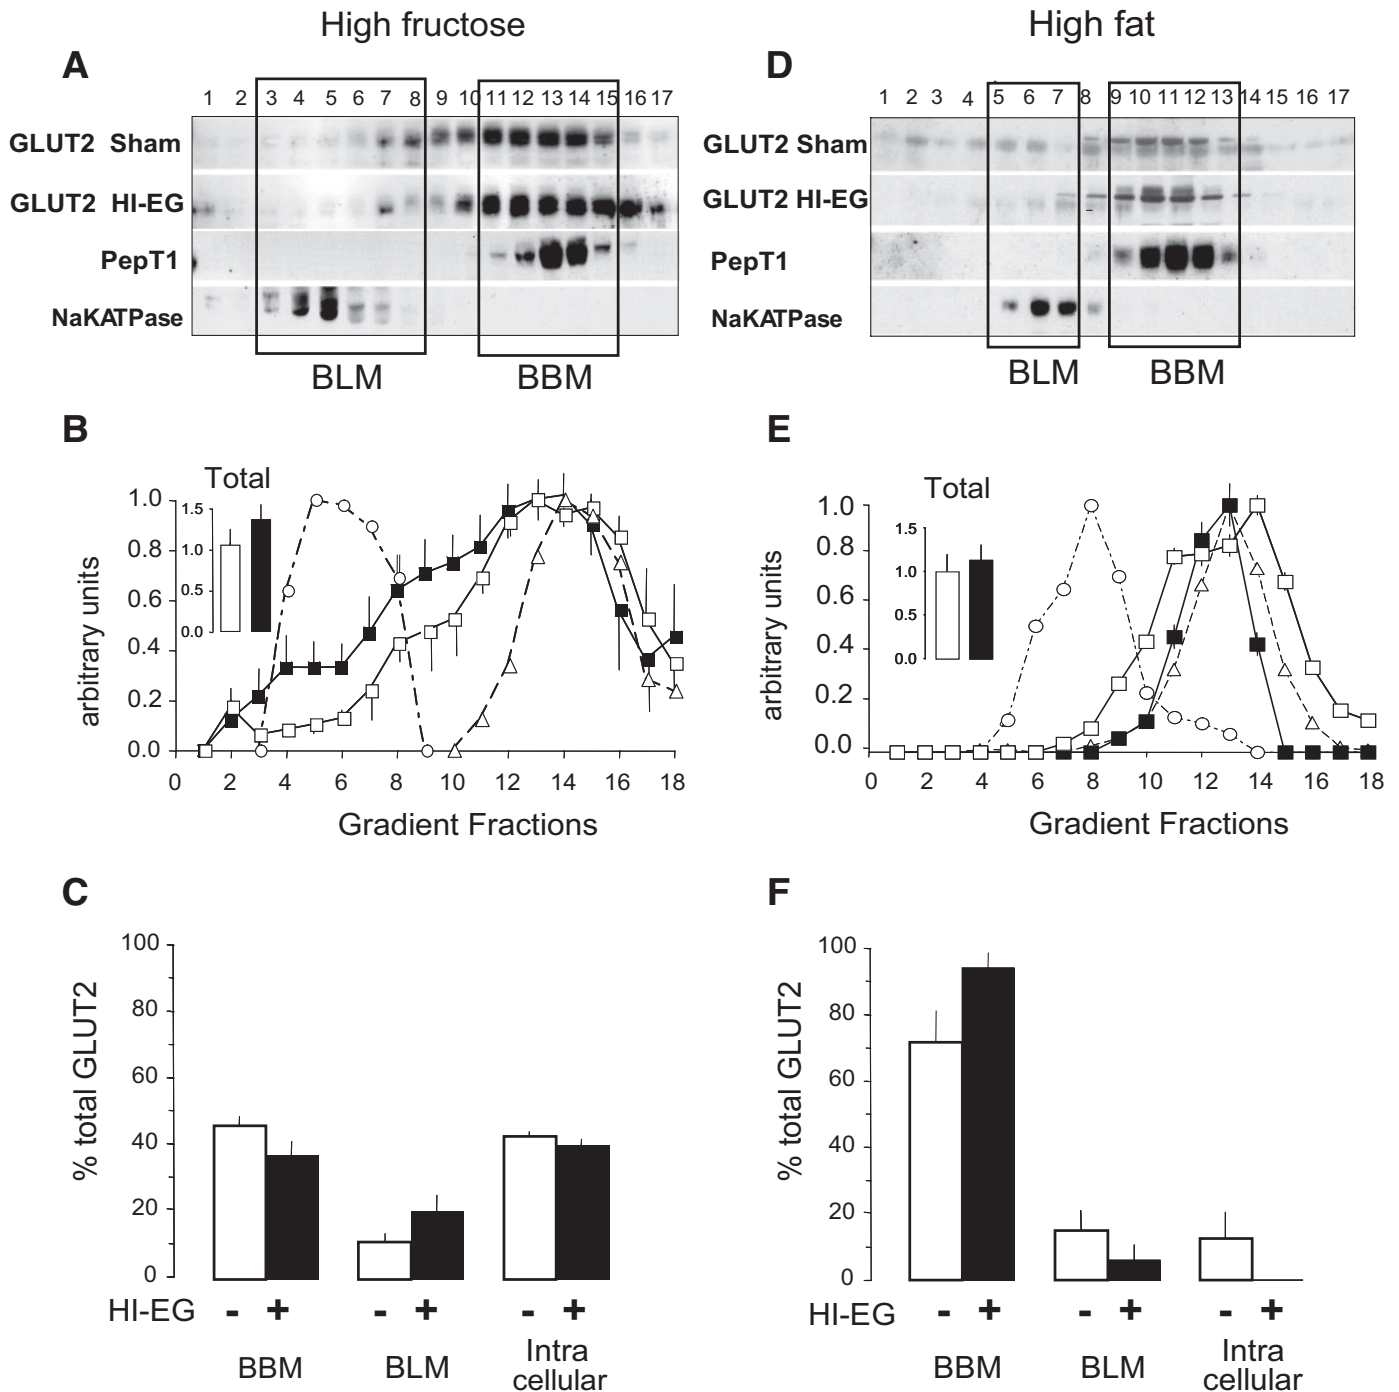 High fructose
High fat
A
1 2 3 4 5 6 7 8 9 10 11 12 13 14 15 16 17
GLUT2 Sham
GLUT2 HI-EG
PepT1
NaKATPase
BLM BBM
D
1 2 3 4 5 6 7 8 9 10 11 12 13 14 15 16 17
GLUT2 Sham
GLUT2 HI-EG
PepT1
NaKATPase
BLM BBM
B
Total
1.5
1.0
0.5
0.0
arbitrary units
1.0
0.8
0.6
0.4
0.2
0.0
0 2 4 6 8 10 12 14 16 18
Gradient Fractions
E
Total
1.5
1.0
0.5
0.0
arbitrary units
1.0
0.8
0.6
0.4
0.2
0.0
0 2 4 6 8 10 12 14 16 18
Gradient Fractions
C
% total GLUT2
100
80
60
40
20
0
HI-EG - + - + - +
BBM BLM Intra
cellular
F
% total GLUT2
100
80
60
40
20
0
HI-EG - + - + - +
BBM BLM Intra
cellular